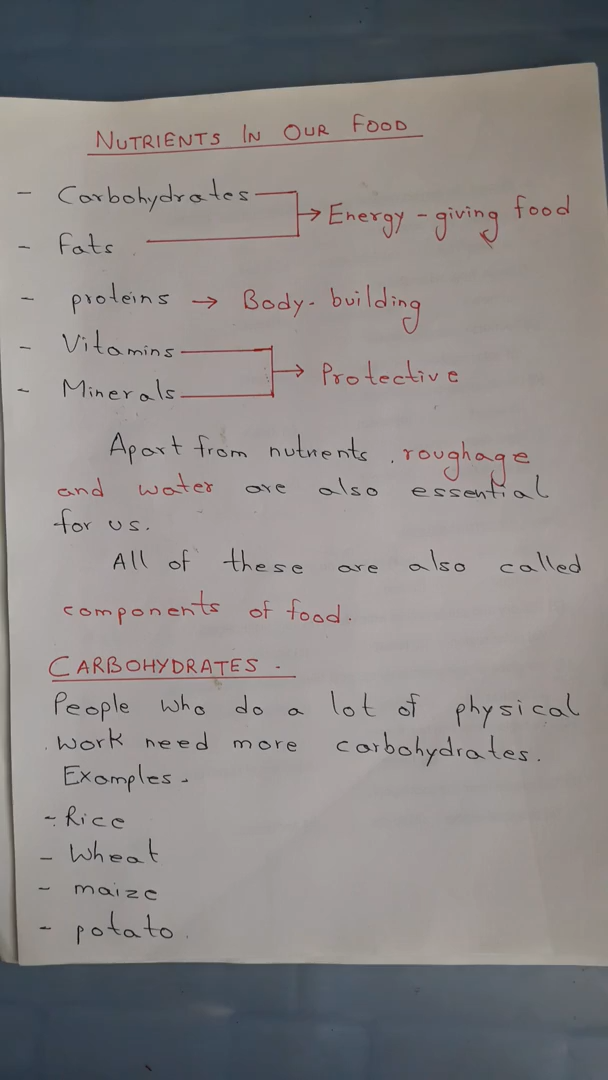 NUTRIENTS IN OUR FOOD
- Carbohydrates
→ Energy-giving food
- Fats
- proteins → Body-building
- Vitamins
→ Protective
- Minerals
Apart from nutrients, roughage
and water are also essential
for us.
All of these are also called
components of food.
CARBOHYDRATES -
People who do a lot of physical
work need more carbohydrates.
Examples-
- Rice
- Wheat
- maize
- potato.